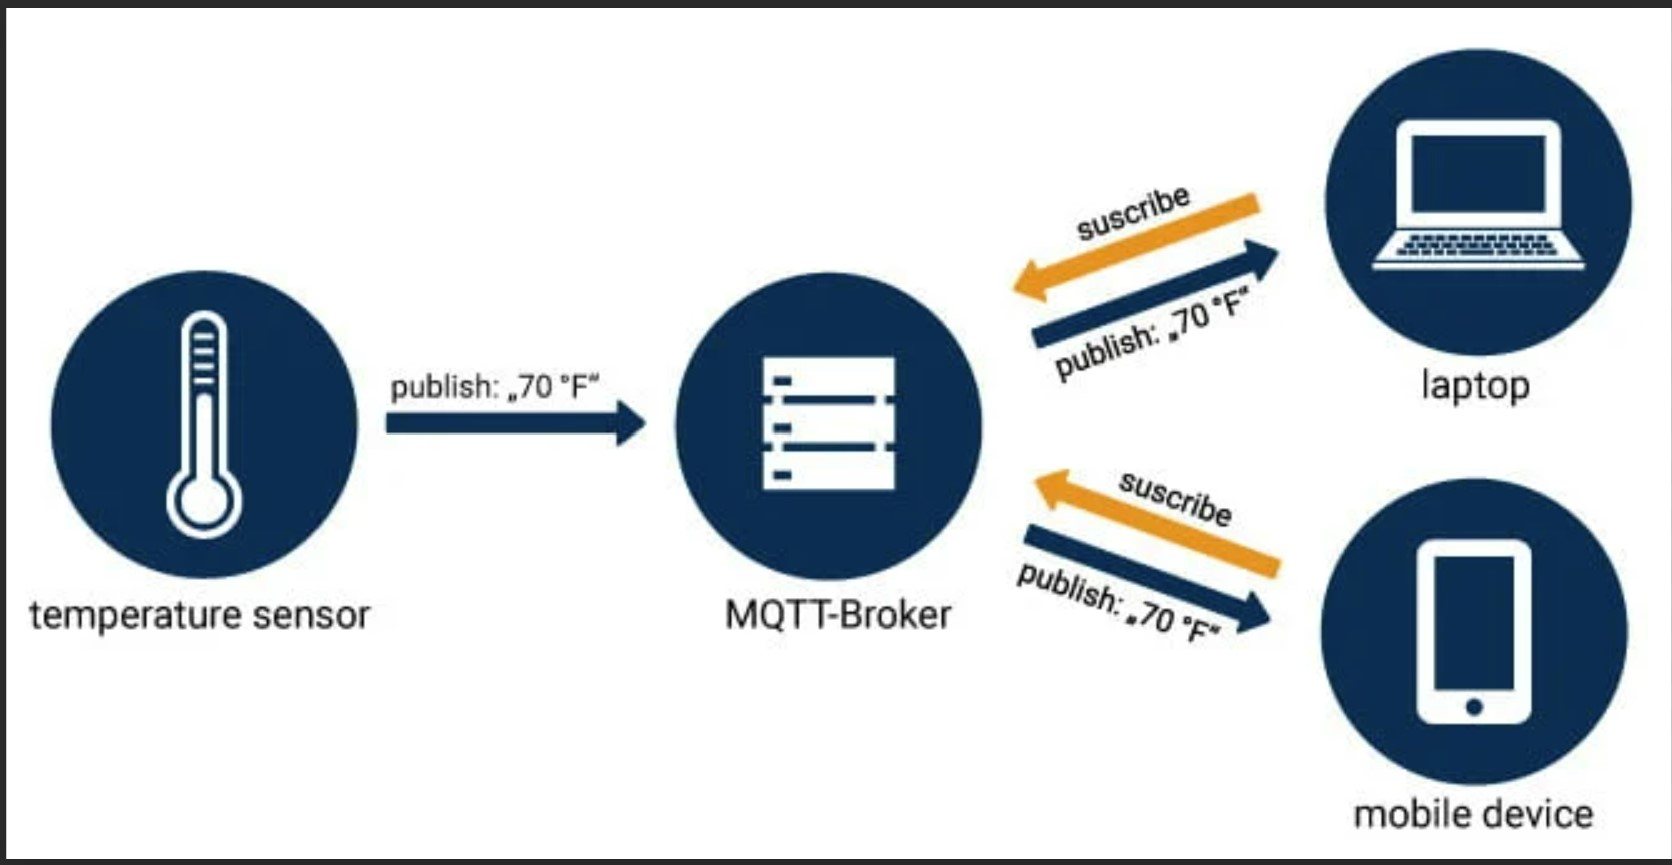 suscribe
publish: „70 °F“
laptop
publish: „70 °F“
suscribe
publish: „70 °F“
temperature sensor
MQTT-Broker
mobile device